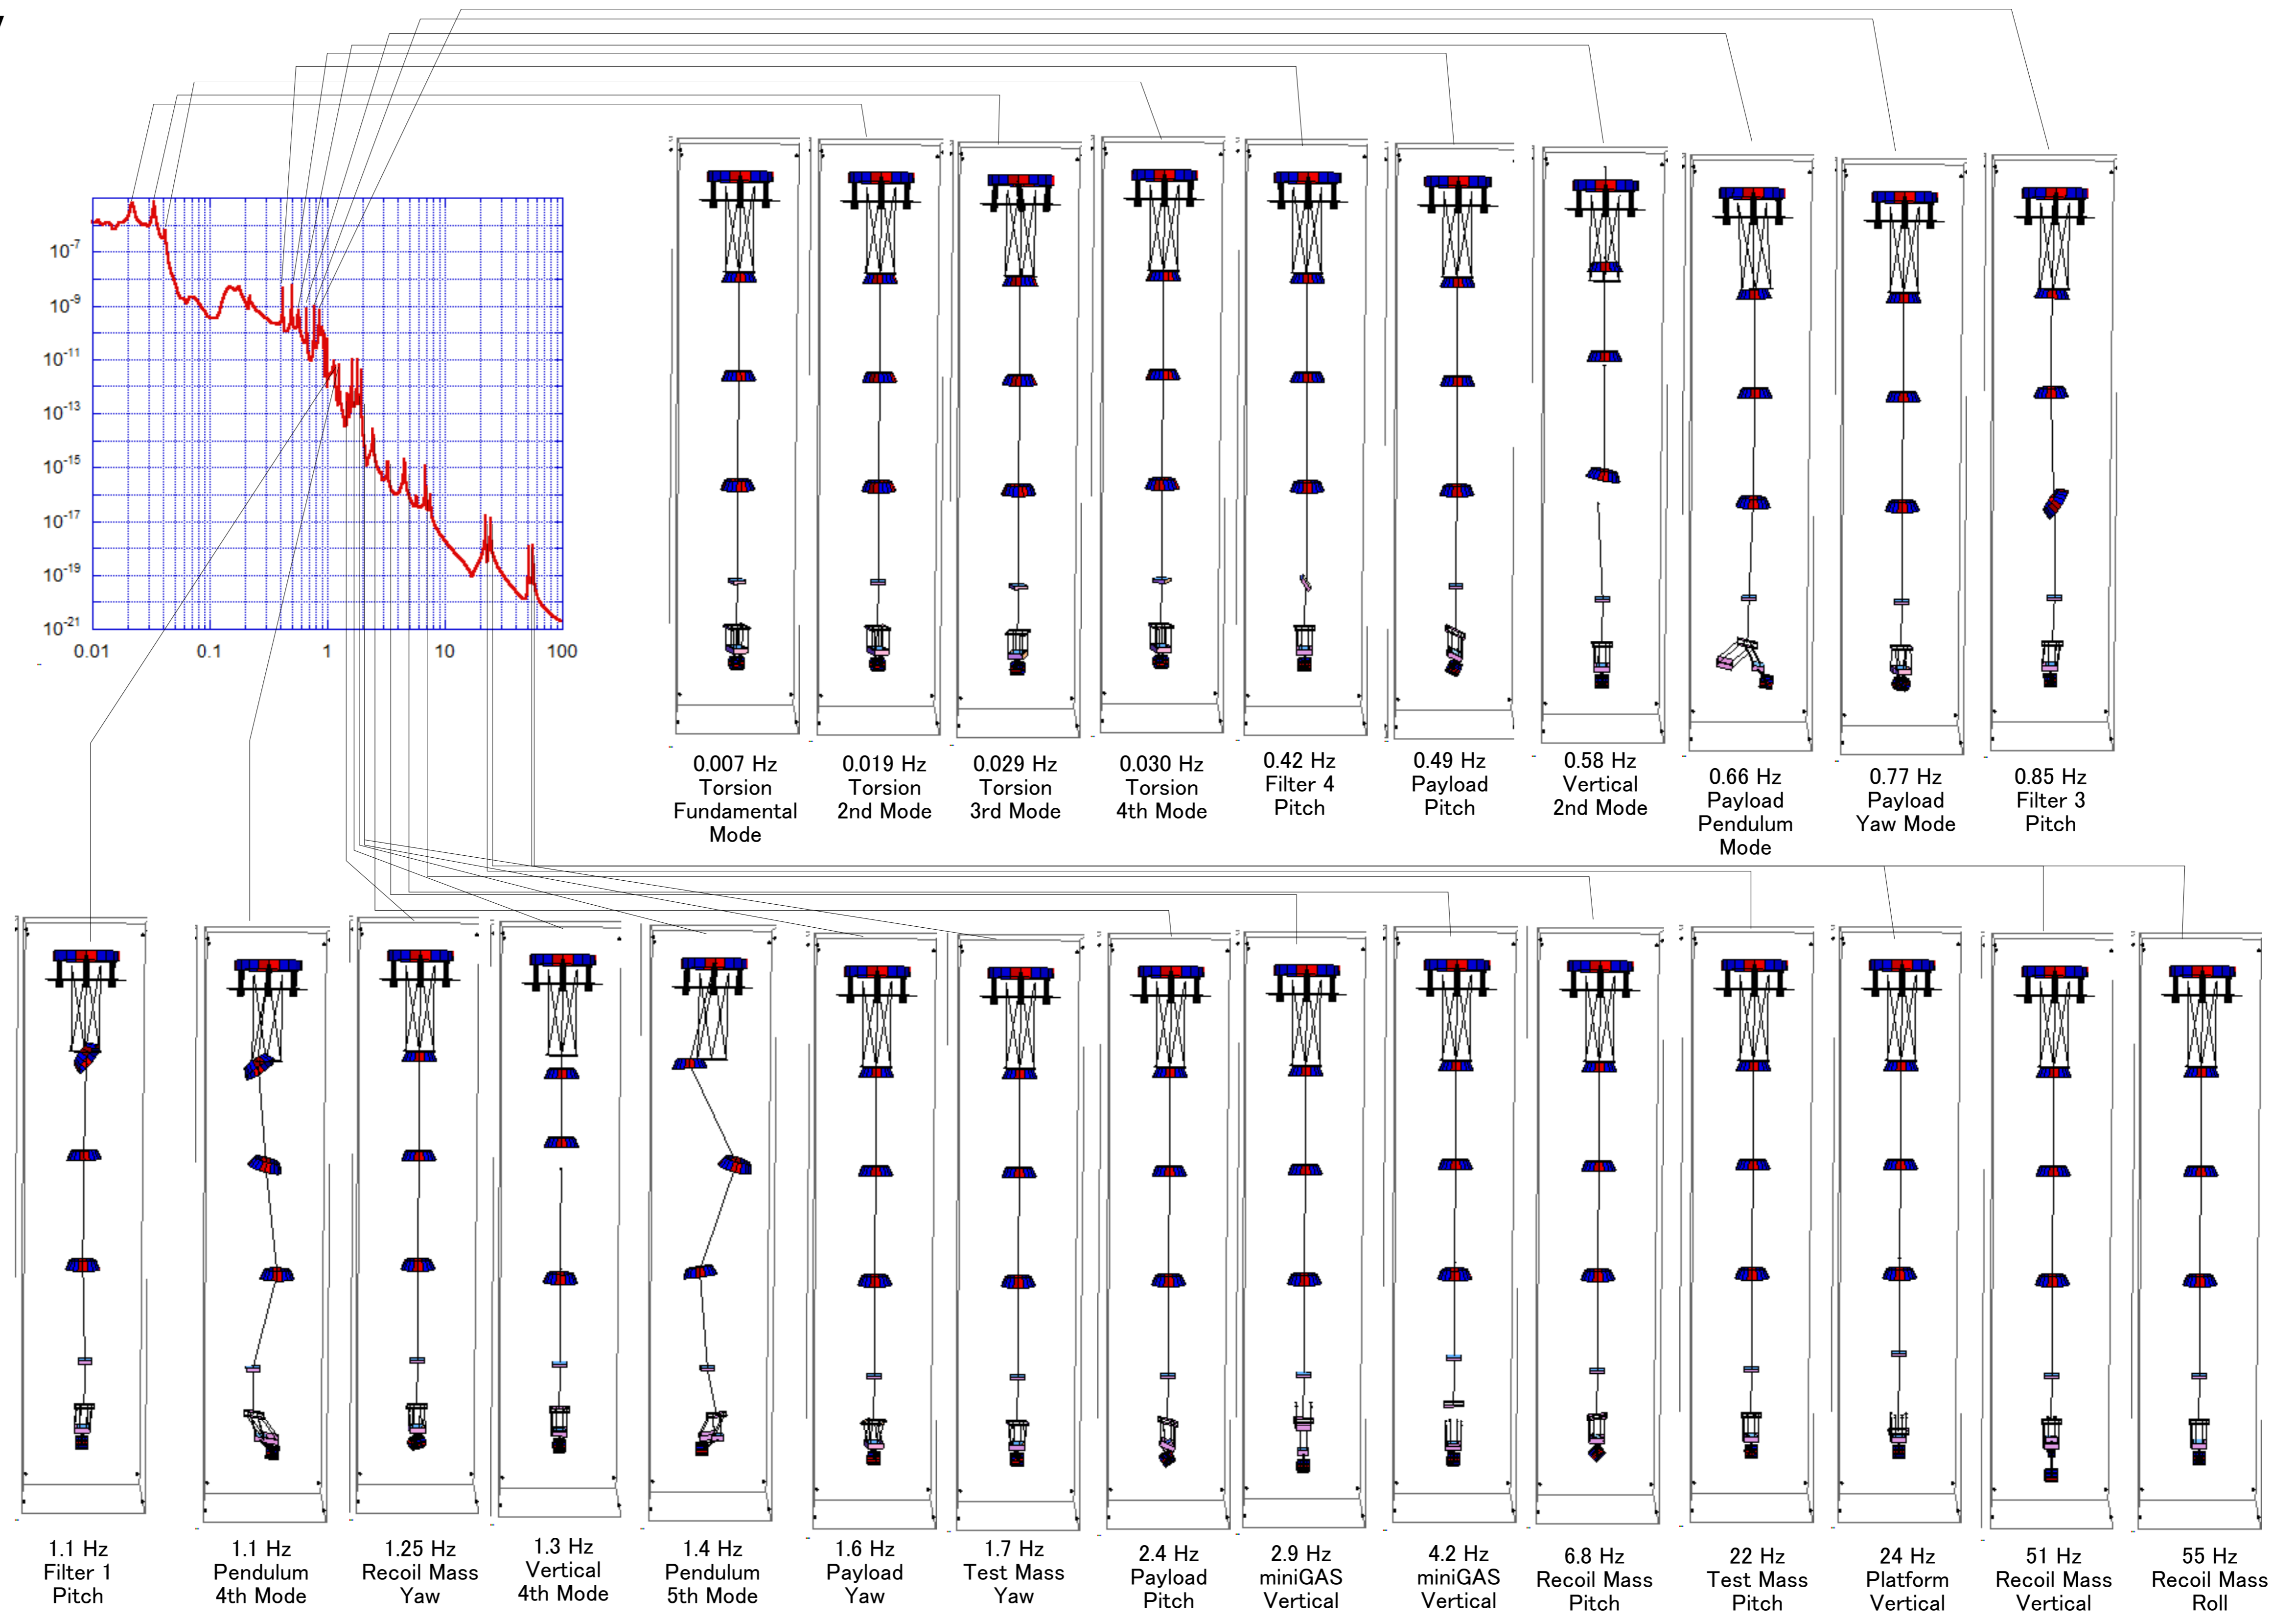 10-7
10-9
10-11
10-13
10-15
10-17
10-19
10-21
0.01 0.1 1 10 100
0.007 Hz
Torsion
Fundamental
Mode
0.019 Hz
Torsion
2nd Mode
0.029 Hz
Torsion
3rd Mode
0.030 Hz
Torsion
4th Mode
0.42 Hz
Filter 4
Pitch
0.49 Hz
Payload
Pitch
0.58 Hz
Vertical
2nd Mode
0.66 Hz
Payload
Pendulum
Mode
0.77 Hz
Payload
Yaw Mode
0.85 Hz
Filter 3
Pitch
1.1 Hz
Filter 1
Pitch
1.1 Hz
Pendulum
4th Mode
1.25 Hz
Recoil Mass
Yaw
1.3 Hz
Vertical
4th Mode
1.4 Hz
Pendulum
5th Mode
1.6 Hz
Payload
Yaw
1.7 Hz
Test Mass
Yaw
2.4 Hz
Payload
Pitch
2.9 Hz
miniGAS
Vertical
4.2 Hz
miniGAS
Vertical
6.8 Hz
Recoil Mass
Pitch
22 Hz
Test Mass
Pitch
24 Hz
Platform
Vertical
51 Hz
Recoil Mass
Vertical
55 Hz
Recoil Mass
Roll